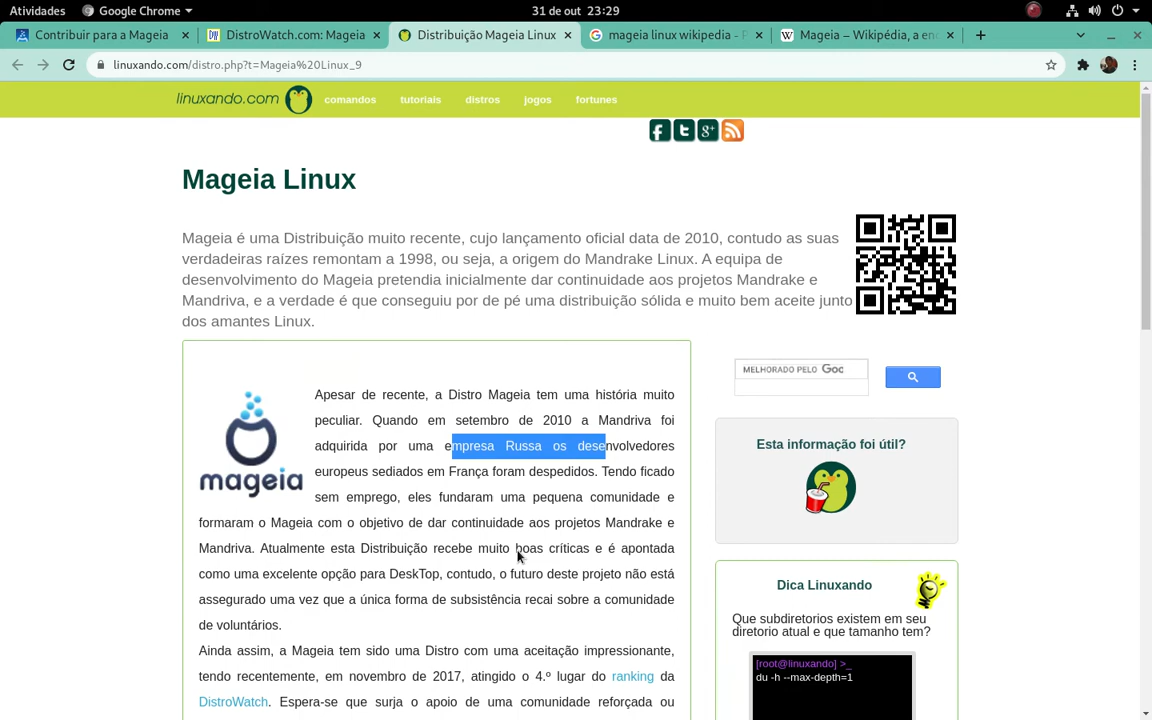 Atividades
Google Chrome
31 de out 23:29
Contribuir para a Mageia
DistroWatch.com: Mageia
Distribuição Mageia Linux
mageia linux wikipedia - P
Mageia – Wikipédia, a en
linuxando.com/distro.php?t=Mageia%20Linux_9
linuxando.com
comandos
tutoriais
distros
jogos
fortunes
Mageia Linux
Mageia é uma Distribuição muito recente, cujo lançamento oficial data de 2010, contudo as suas
verdadeiras raízes remontam a 1998, ou seja, a origem do Mandrake Linux. A equipa de
desenvolvimento do Mageia pretendia inicialmente dar continuidade aos projetos Mandrake e
Mandriva, e a verdade é que conseguiu por de pé uma distribuição sólida e muito bem aceite junto
dos amantes Linux.
mageia
Apesar de recente, a Distro Mageia tem uma história muito
peculiar. Quando em setembro de 2010 a Mandriva foi
adquirida por uma empresa Russa os desenvolvedores
europeus sediados em França foram despedidos. Tendo ficado
sem emprego, eles fundaram uma pequena comunidade e
formaram o Mageia com o objetivo de dar continuidade aos projetos Mandrake e
Mandriva. Atualmente esta Distribuição recebe muito boas críticas e é apontada
como uma excelente opção para DeskTop, contudo, o futuro deste projeto não está
assegurado uma vez que a única forma de subsistência recai sobre a comunidade
de voluntários.
Ainda assim, a Mageia tem sido uma Distro com uma aceitação impressionante,
tendo recentemente, em novembro de 2017, atingido o 4.º lugar do ranking da
DistroWatch. Espera-se que surja o apoio de uma comunidade reforçada ou
MELHORADO PELO Goo
Esta informação foi útil?
Dica Linuxando
Que subdiretorios existem em seu
diretorio atual e que tamanho tem?
[root@linuxando] >_
du -h --max-depth=1